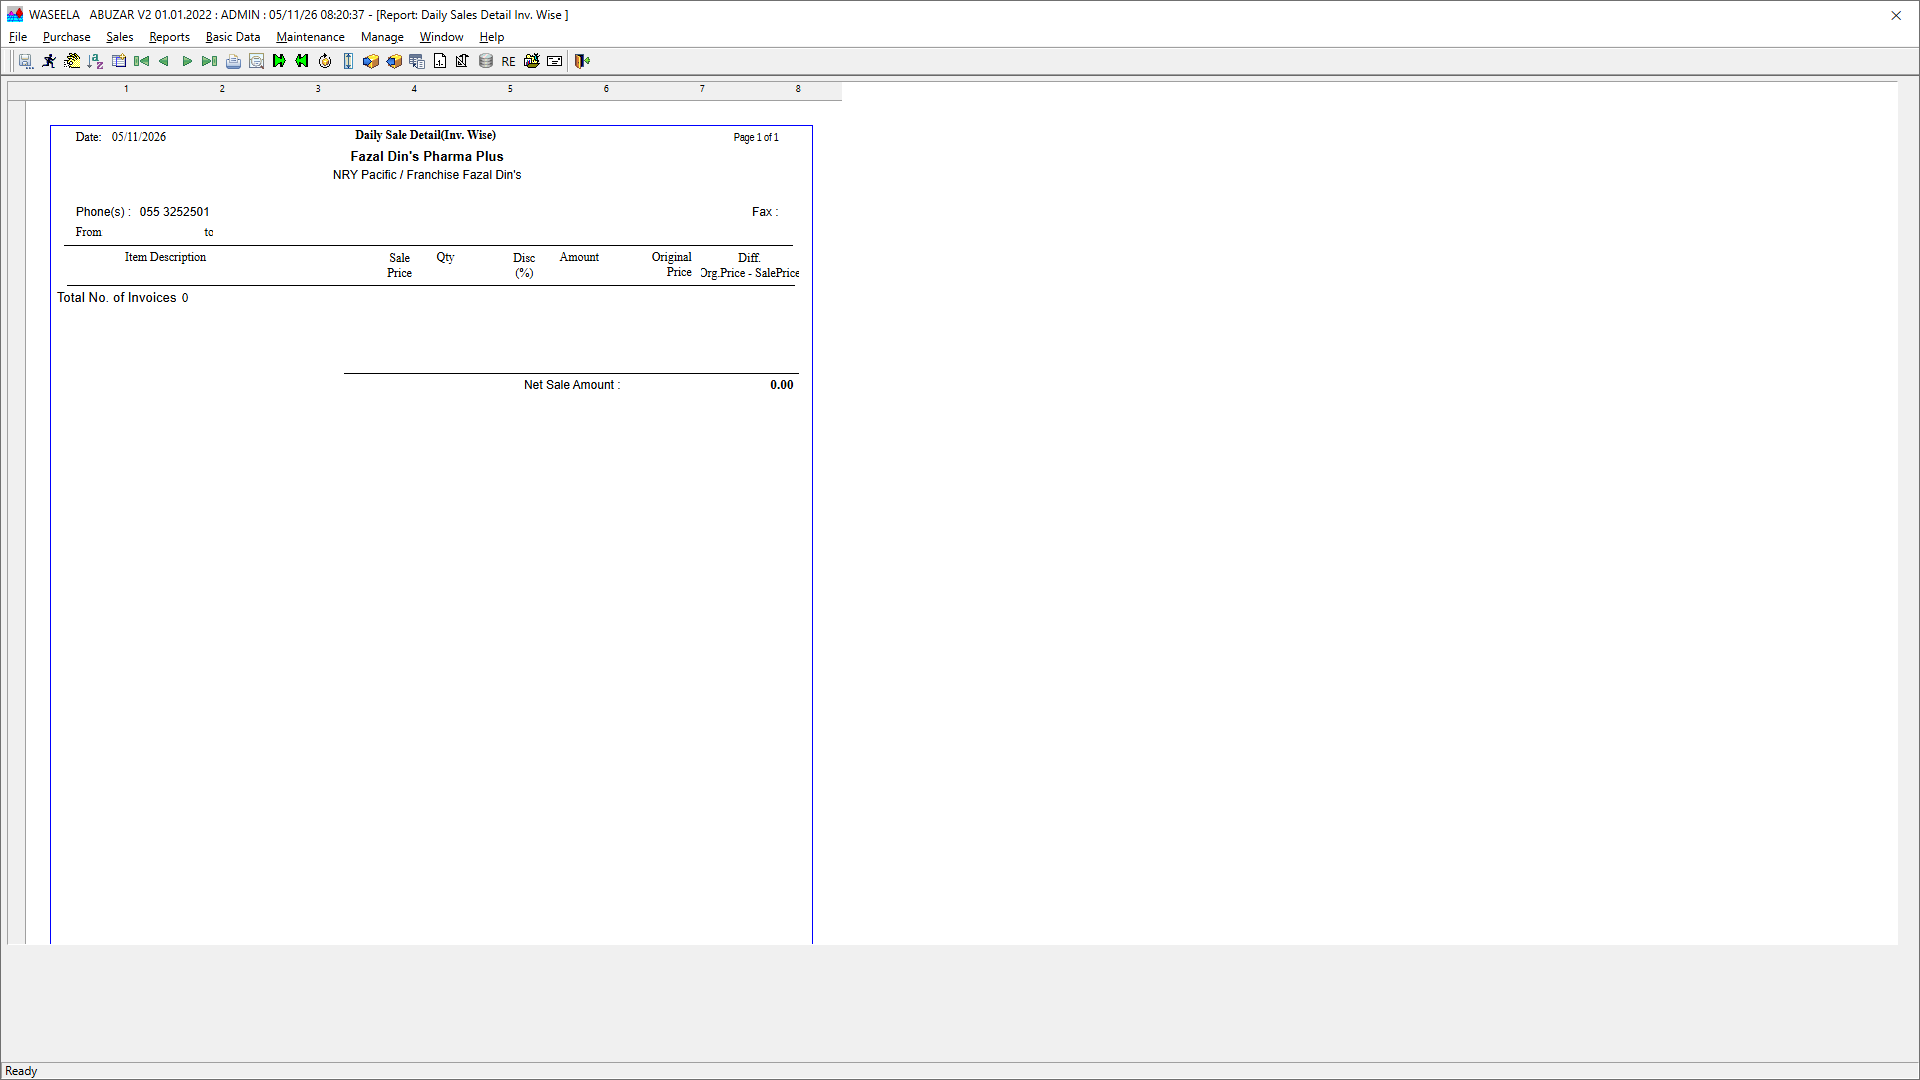 WASEELA   ABUZAR V2 01.01.2022 : ADMIN : 05/11/26 08:20:37 - [Report: Daily Sales Detail Inv. Wise ]
File Purchase Sales Reports Basic Data Maintenance Manage Window Help
RE
1 2 3 4 5 6 7 8
Date: 05/11/2026 Daily Sale Detail(Inv. Wise) Page 1 of 1
Fazal Din's Pharma Plus
NRY Pacific / Franchise Fazal Din's
Phone(s) : 055 3252501 Fax :
From to
Item Description Sale Qty Disc Amount Original Diff.
Price (%) Price Org.Price - SalePrice
Total No. of Invoices 0
Net Sale Amount : 0.00
Ready